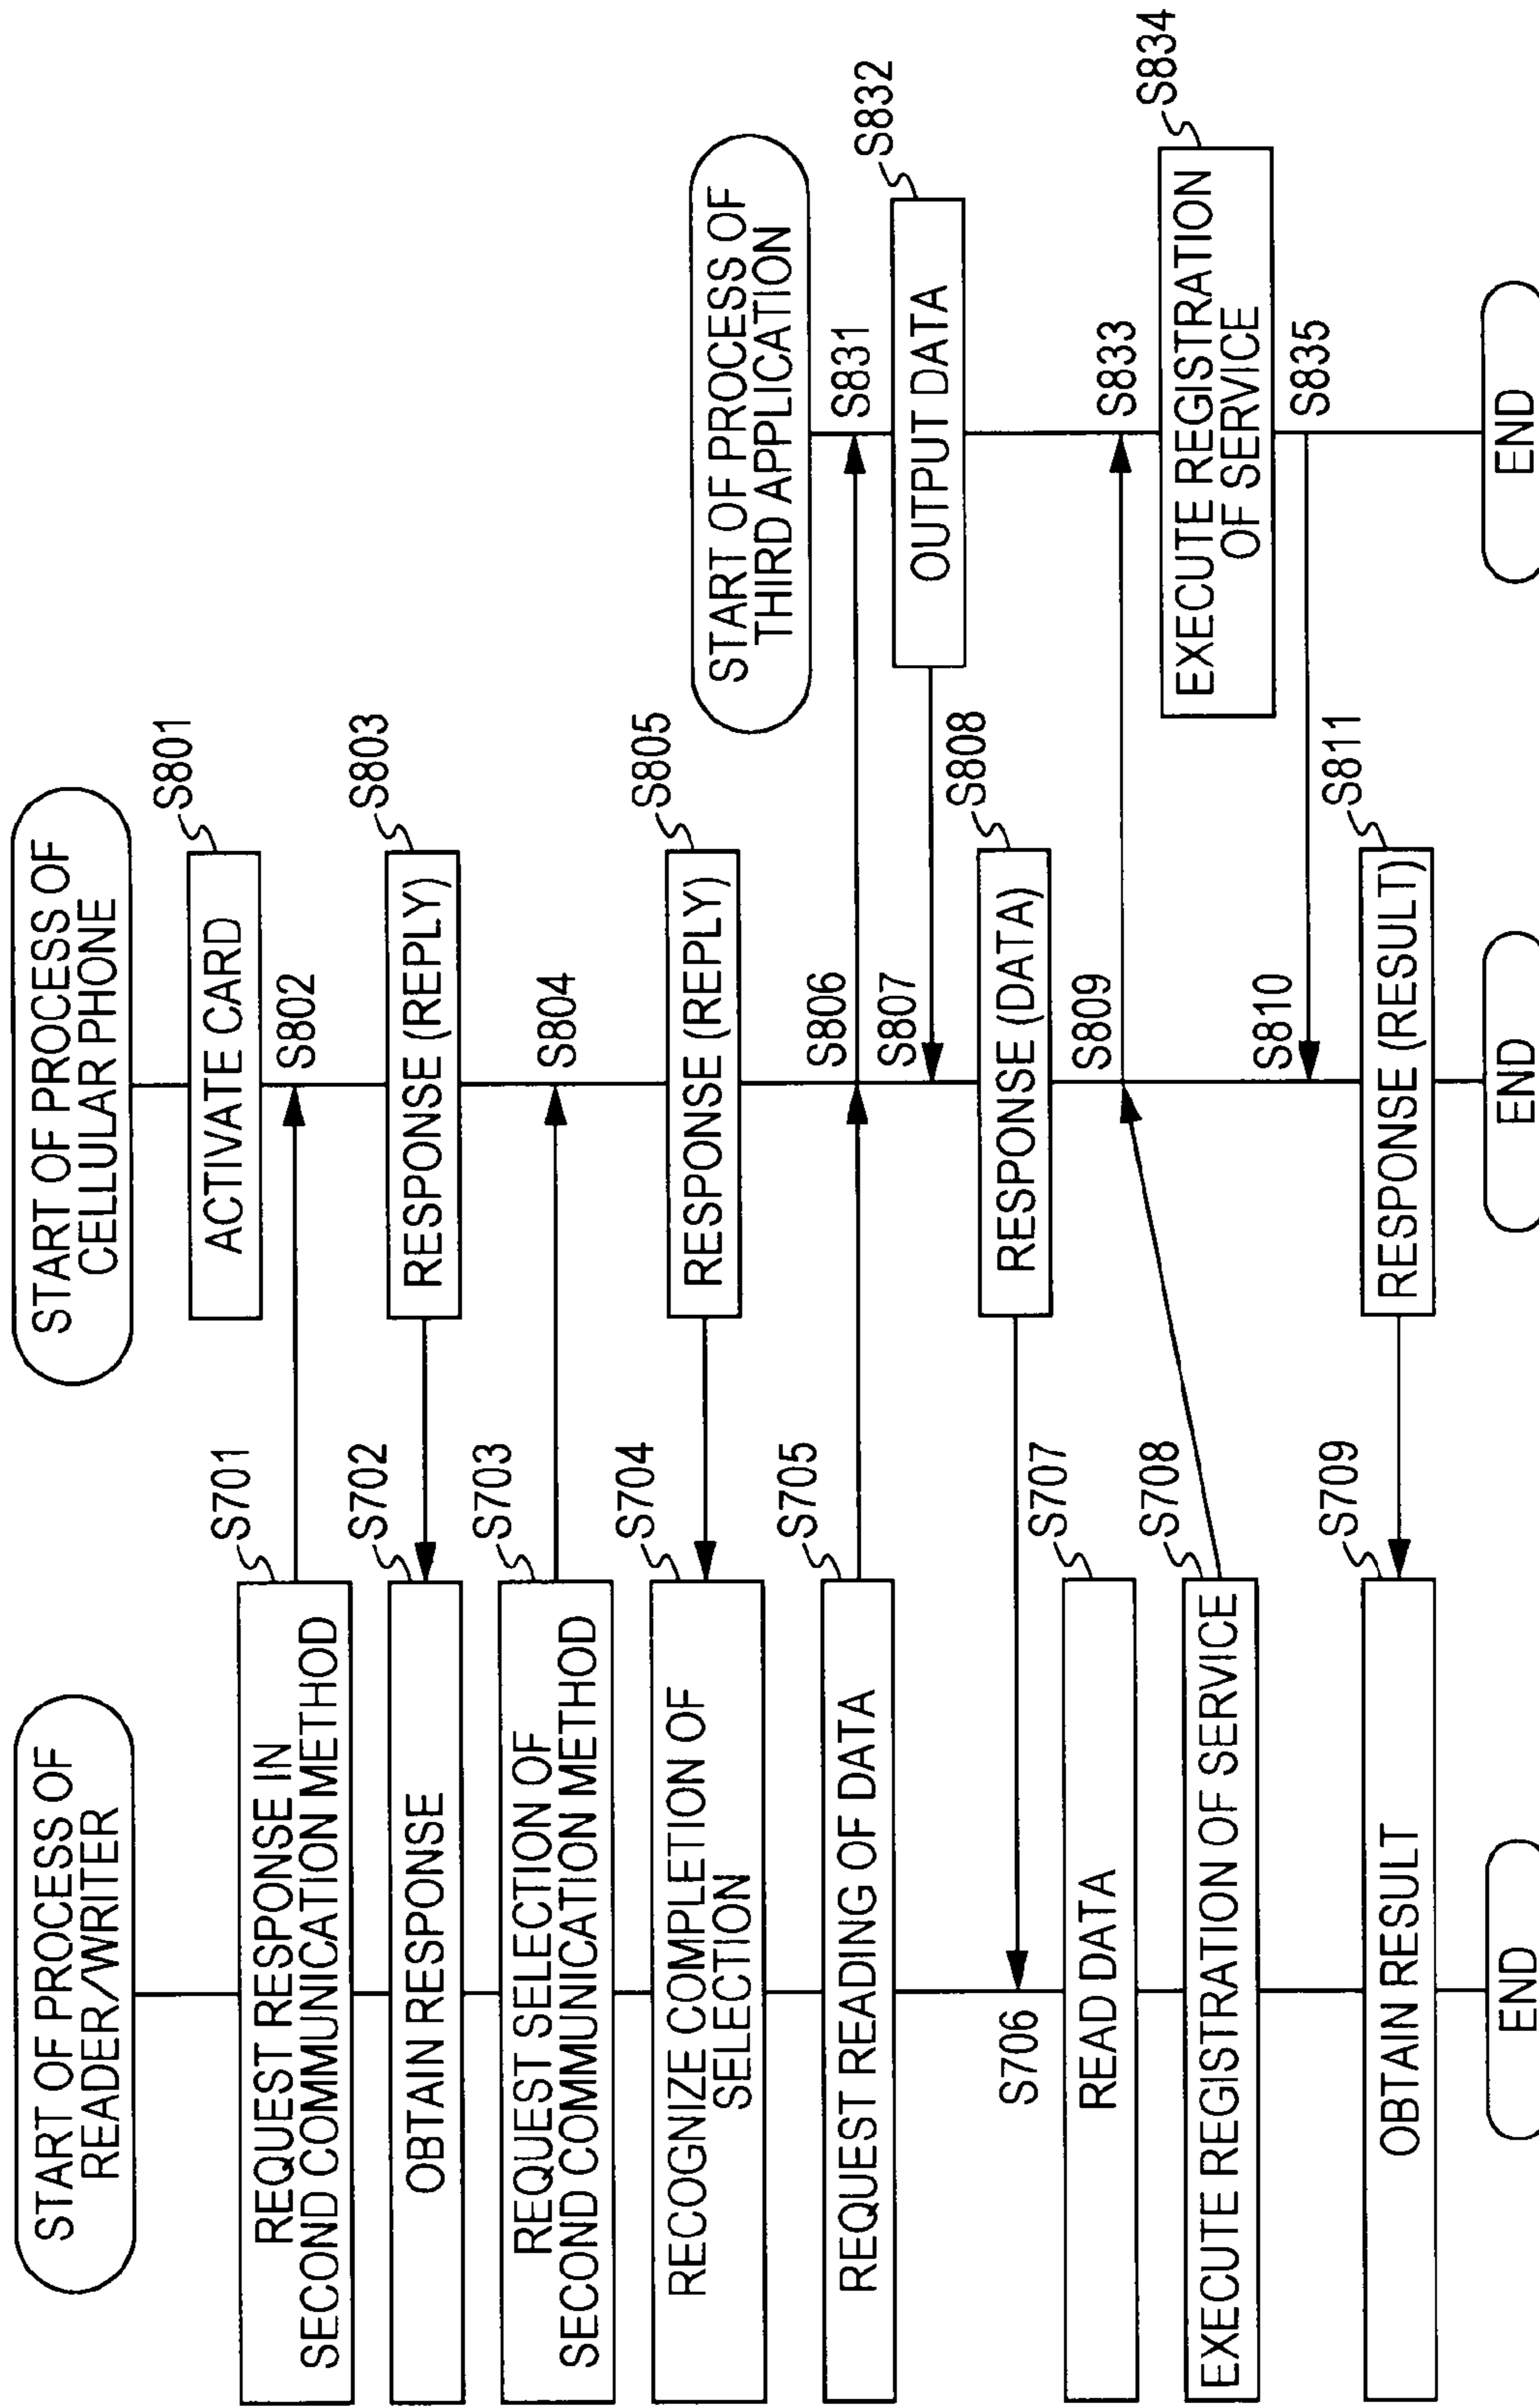 START OF PROCESS OF
READER/WRITER
REQUEST RESPONSE IN
SECOND COMMUNICATION METHOD
S701
OBTAIN RESPONSE
S702
REQUEST SELECTION OF
SECOND COMMUNICATION METHOD
S703
RECOGNIZE COMPLETION OF
SELECTION
S704
REQUEST READING OF DATA
S705
S706
READ DATA
S707
EXECUTE REGISTRATION OF SERVICE
S708
OBTAIN RESULT
S709
END
START OF PROCESS OF
CELLULAR PHONE
ACTIVATE CARD
S801
S802
RESPONSE (REPLY)
S803
S804
RESPONSE (REPLY)
S805
S806
S807
RESPONSE (DATA)
S808
S809
S810
RESPONSE (RESULT)
S811
END
START OF PROCESS OF
THIRD APPLICATION
S831
OUTPUT DATA
S832
S833
EXECUTE REGISTRATION
OF SERVICE
S834
S835
END